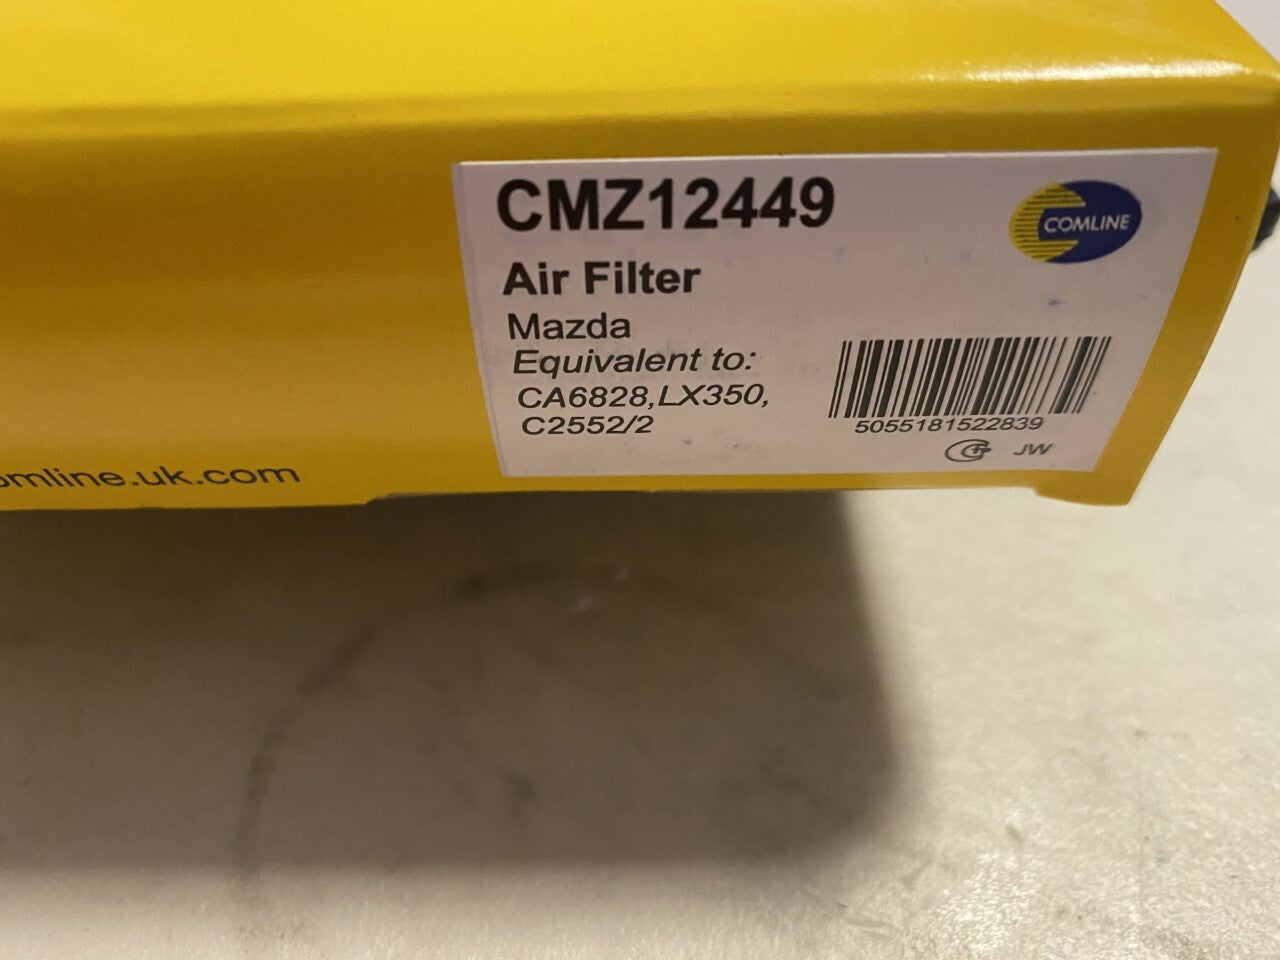 CMZ12449
COMLINE
Air Filter
Mazda
Equivalent to:
CA6828,LX350,
C2552/2
5055181522839
JW
omline.uk.com